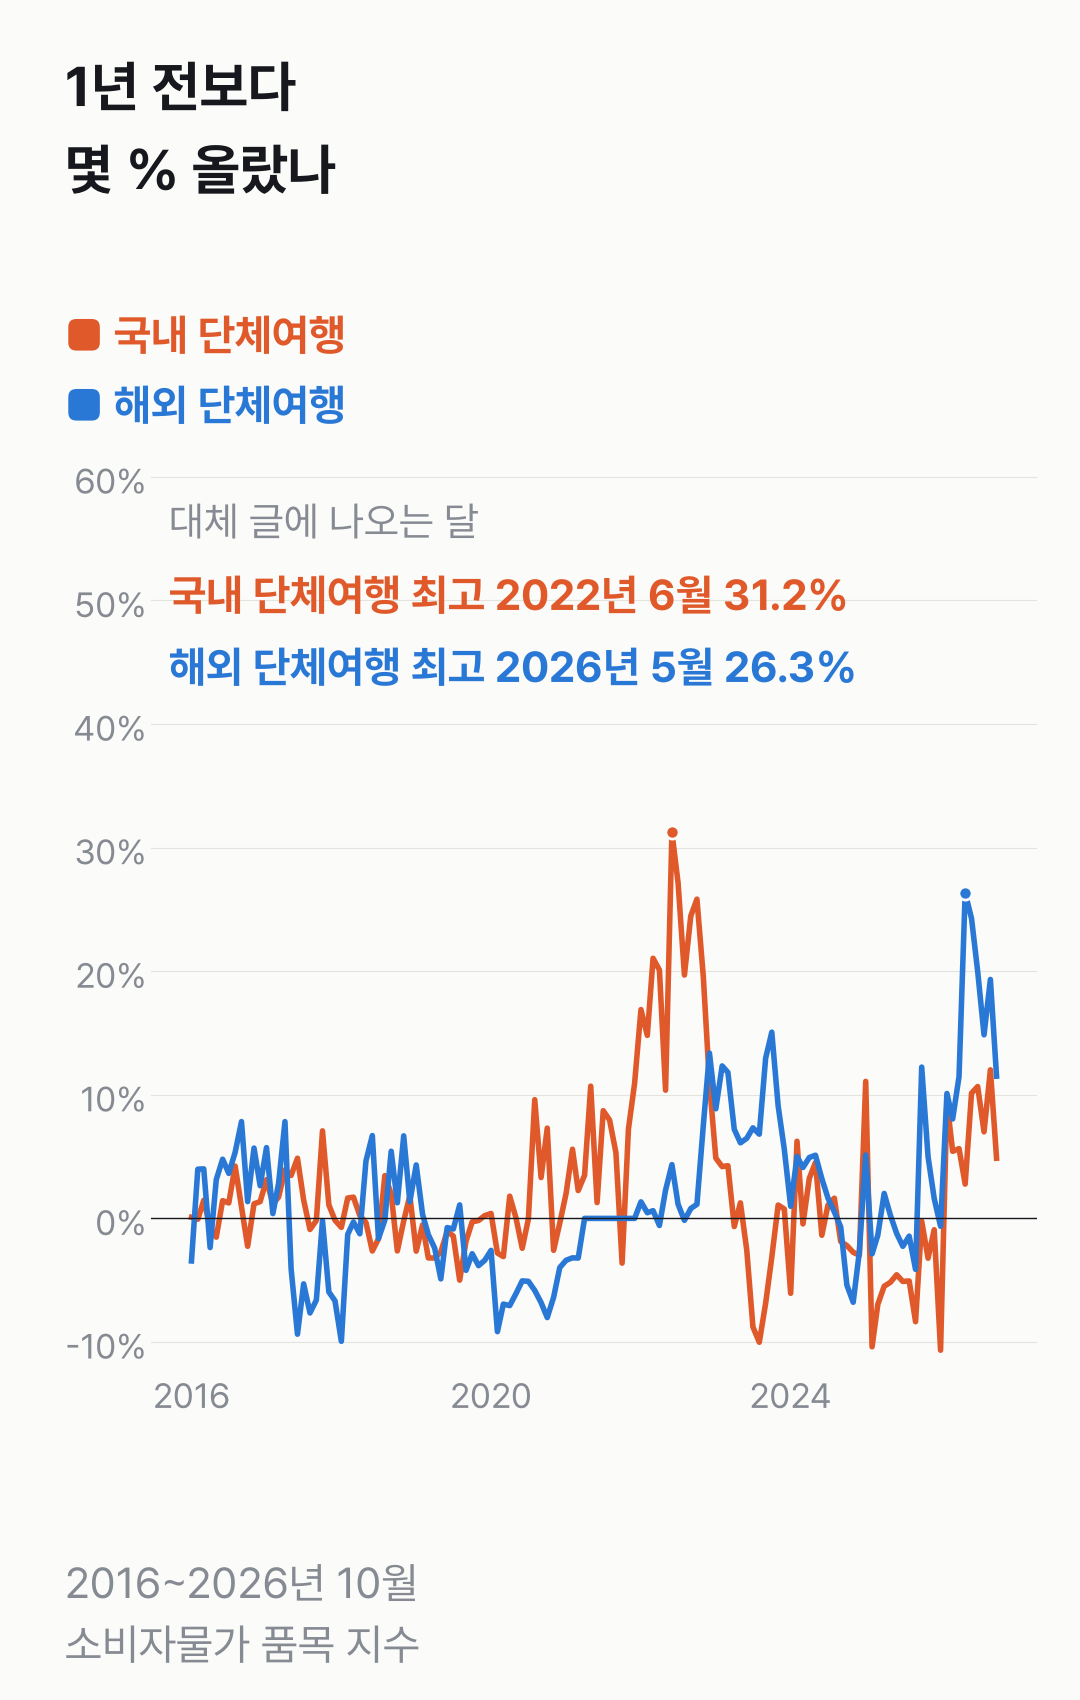 1년 전보다
몇 % 올랐나
국내 단체여행
해외 단체여행
60%
대체 글에 나오는 달
국내 단체여행 최고 2022년 6월 31.2%
50%
해외 단체여행 최고 2026년 5월 26.3%
40%
30%
20%
10%
0%
-10%
2016 2020 2024
2016~2026년 10월
소비자물가 품목 지수